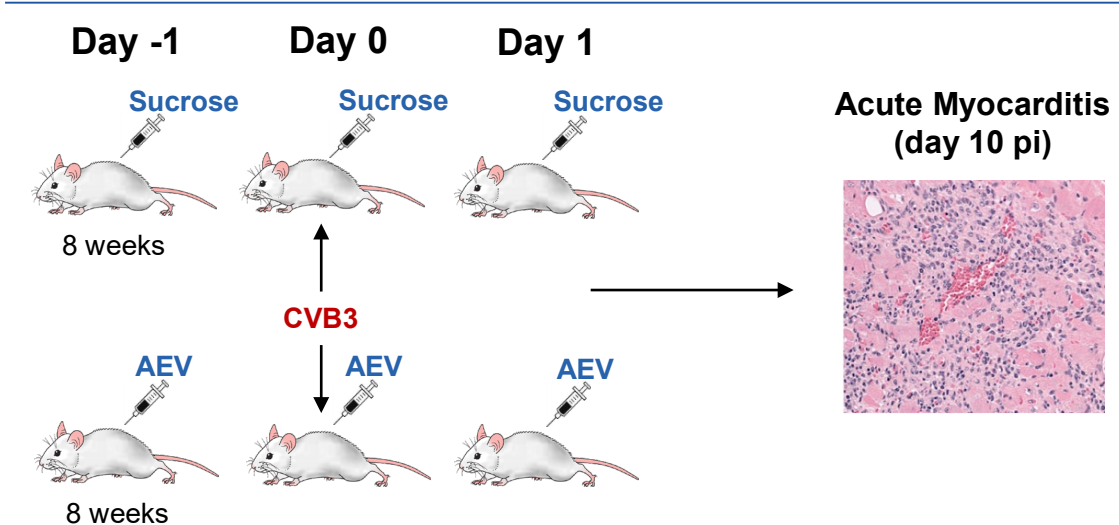 Day -1
Day 0
Day 1
Sucrose
Sucrose
Sucrose
Acute Myocarditis
(day 10 pi)
8 weeks
CVB3
AEV
AEV
AEV
8 weeks